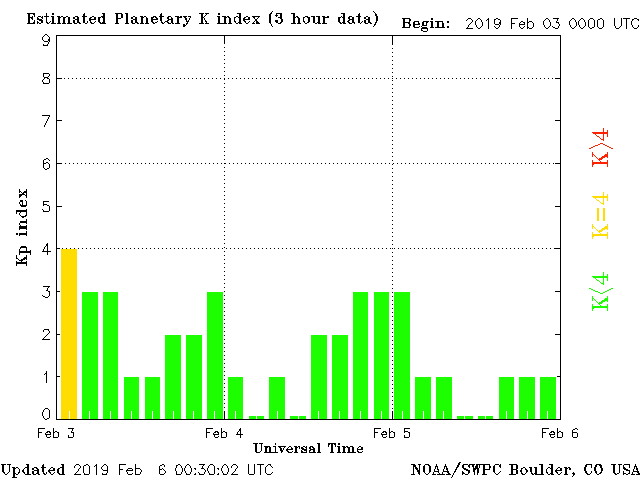 Estimated Planetary K index (3 hour data) Begin: 2019 Feb 03 0000 UTC
9
8
7
6
5
4
3
2
1
0
Kp index
K>4
K=4
K<4
Feb 3 Feb 4 Feb 5 Feb 6
Universal Time
Updated 2019 Feb 6 00:30:02 UTC NOAA/SWPC Boulder, CO USA